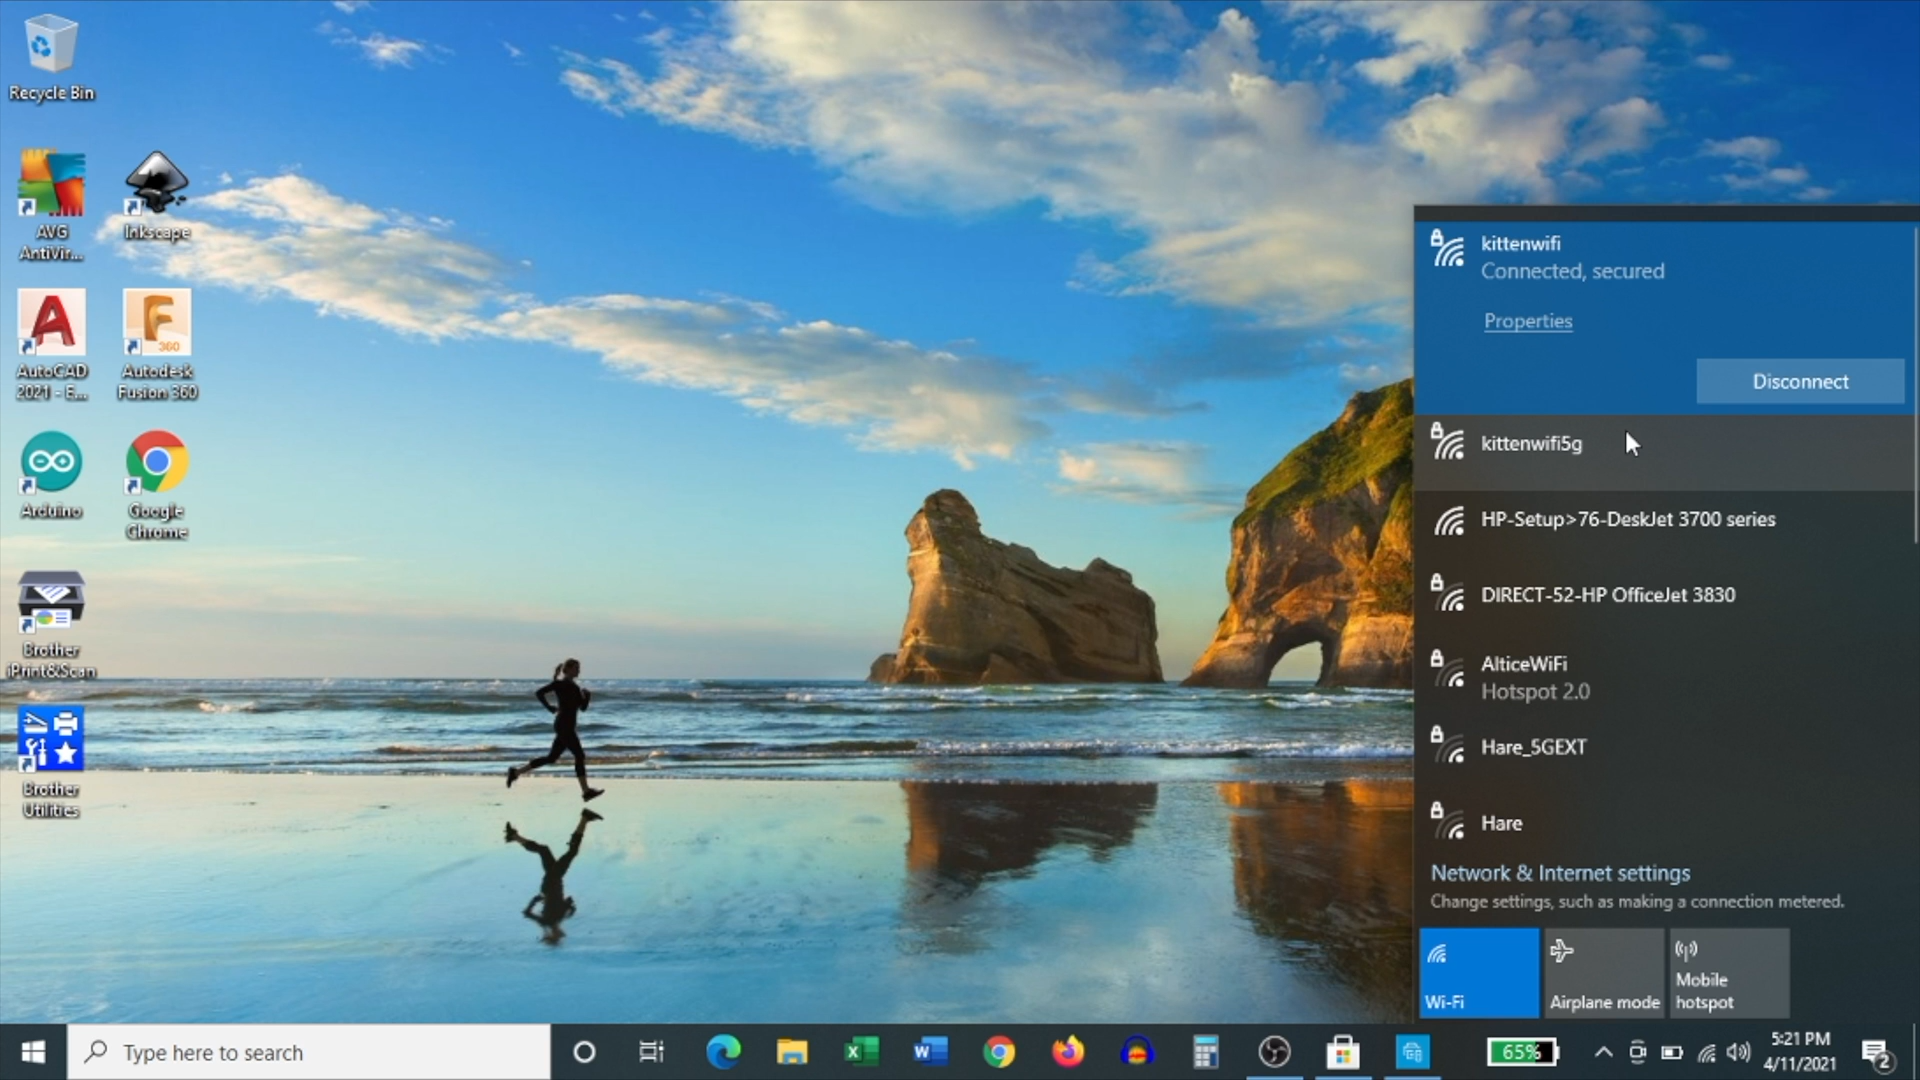 Recycle Bin
AVG
AntiVir...
Inkscape
AutoCAD
2021 - E...
Autodesk
Fusion 360
360
Arduino
Google
Chrome
Brother
iPrint&Scan
Brother
Utilities
kittenwifi
Connected, secured
Properties
Disconnect
kittenwifi5g
HP-Setup>76-DeskJet 3700 series
DIRECT-52-HP OfficeJet 3830
AlticeWiFi
Hotspot 2.0
Hare_5GEXT
Hare
Network & Internet settings
Change settings, such as making a connection metered.
Wi-Fi
Airplane mode
Mobile
hotspot
Type here to search
65%
5:21 PM
4/11/2021
2